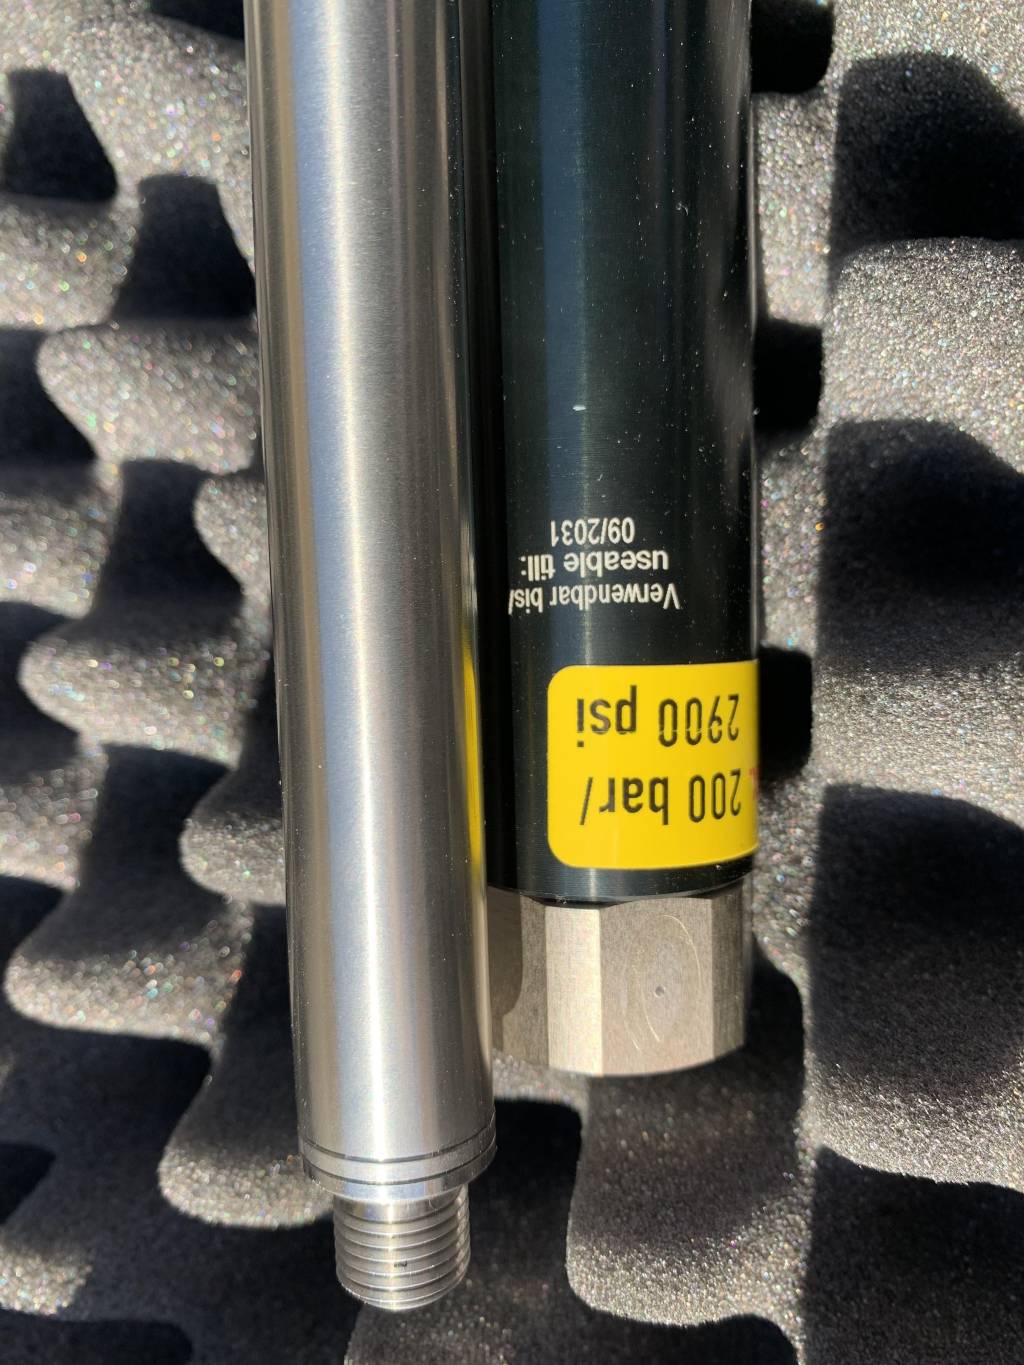 200 bar/
2900 psi
Verwendbar bis/
useable till:
09/2031